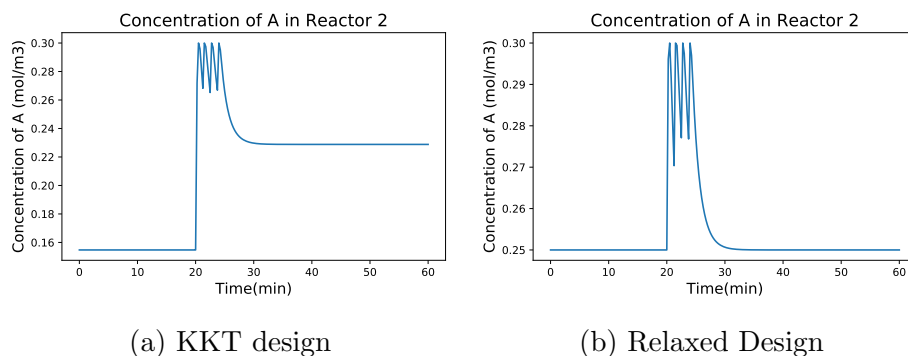 Concentration of A in Reactor 2
Concentration of A (mol/m3)
0.30
0.28
0.26
0.24
0.22
0.20
0.18
0.16
0 10 20 30 40 50 60
Time(min)
(a) KKT design
Concentration of A in Reactor 2
Concentration of A (mol/m3)
0.30
0.29
0.28
0.27
0.26
0.25
0 10 20 30 40 50 60
Time(min)
(b) Relaxed Design